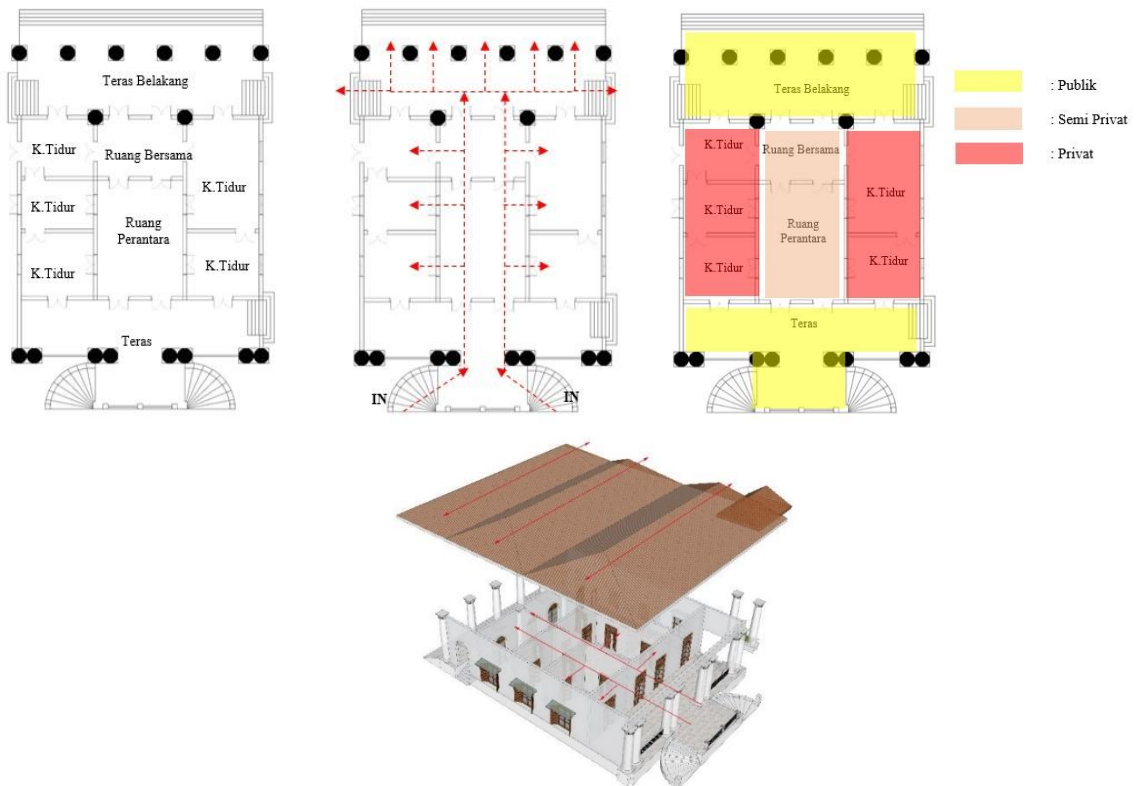 Teras Belakang
K.Tidur
Ruang Bersama
K.Tidur
K.Tidur
Ruang
Perantara
K.Tidur
K.Tidur
Teras
IN
IN
Teras Belakang
K.Tidur
Ruang Bersama
K.Tidur
K.Tidur
Ruang
Perantara
K.Tidur
K.Tidur
Teras
: Publik
: Semi Privat
: Privat